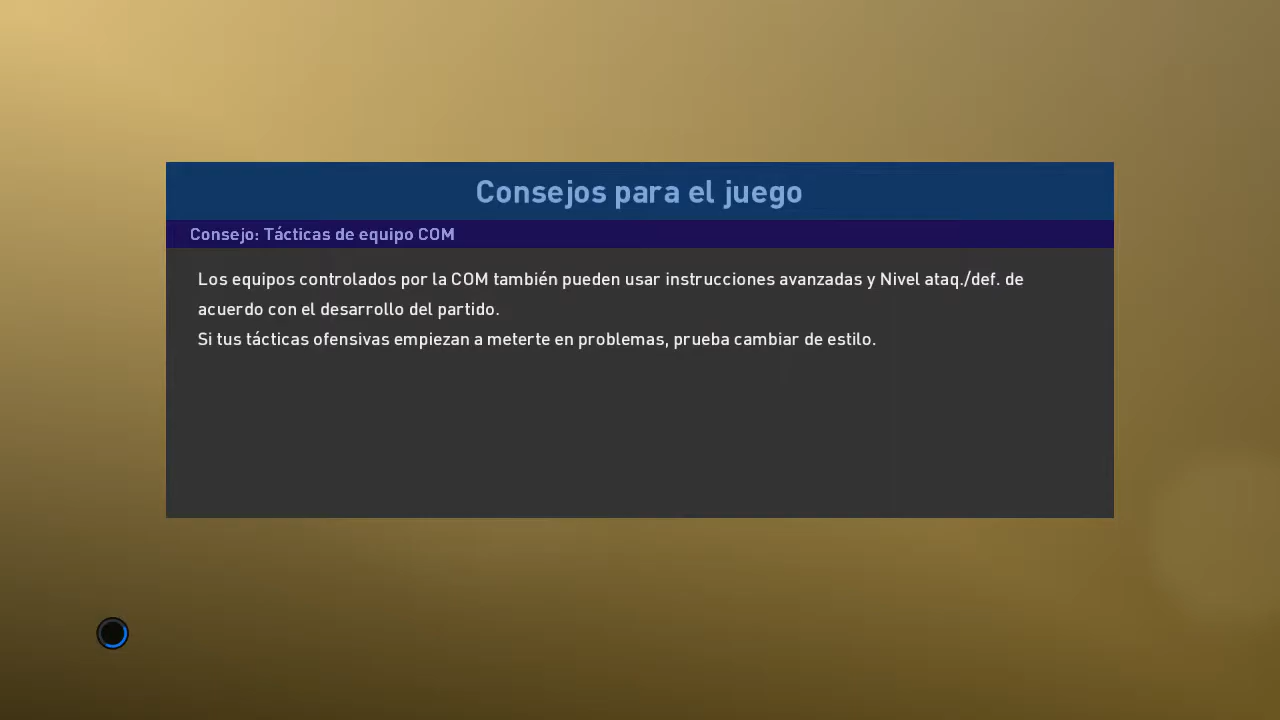 Consejos para el juego
Consejo: Tácticas de equipo COM
Los equipos controlados por la COM también pueden usar instrucciones avanzadas y Nivel ataq./def. de
acuerdo con el desarrollo del partido.
Si tus tácticas ofensivas empiezan a meterte en problemas, prueba cambiar de estilo.